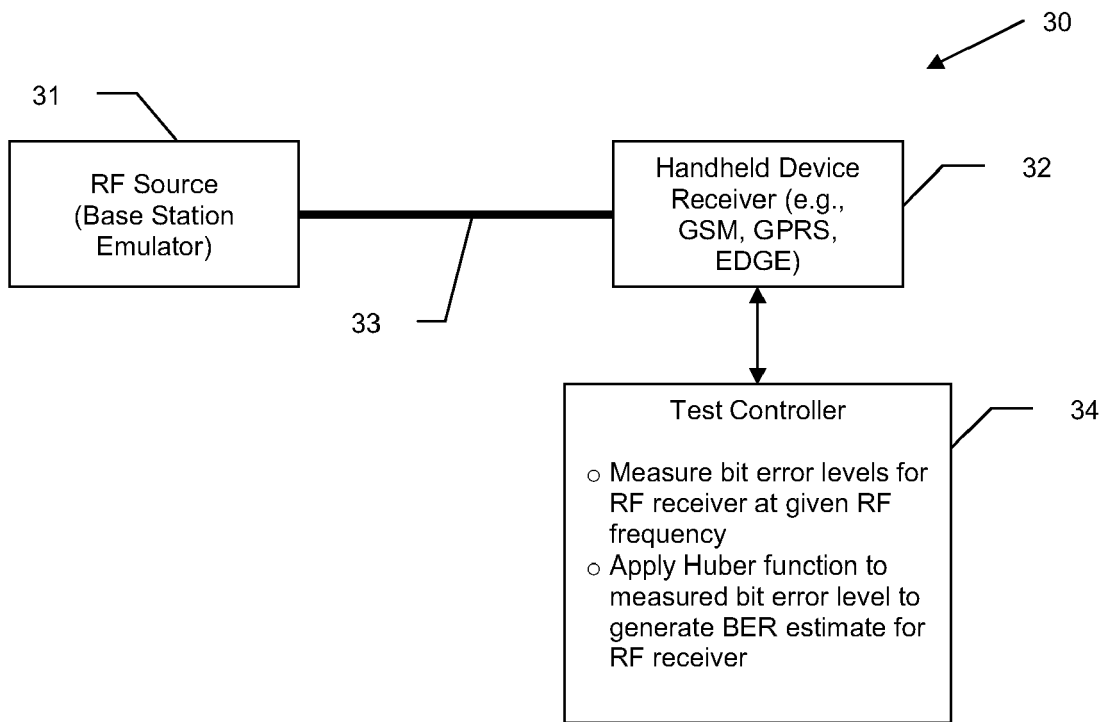 30
31
RF Source
(Base Station
Emulator)
Handheld Device
Receiver (e.g.,
GSM, GPRS,
EDGE)
32
33
Test Controller
34
○ Measure bit error levels for
RF receiver at given RF
frequency
○ Apply Huber function to
measured bit error level to
generate BER estimate for
RF receiver